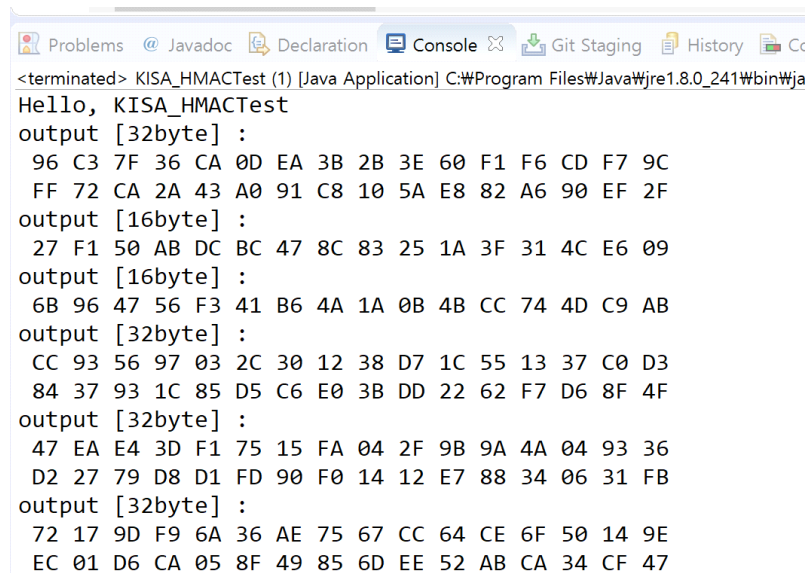 Problems @ Javadoc Declaration Console Git Staging History Co
<terminated> KISA_HMACTest (1) [Java Application] C:₩Program Files₩Java₩jre1.8.0_241₩bin₩ja
Hello, KISA_HMACTest
output [32byte] :
96 C3 7F 36 CA 0D EA 3B 2B 3E 60 F1 F6 CD F7 9C
FF 72 CA 2A 43 A0 91 C8 10 5A E8 82 A6 90 EF 2F
output [16byte] :
27 F1 50 AB DC BC 47 8C 83 25 1A 3F 31 4C E6 09
output [16byte] :
6B 96 47 56 F3 41 B6 4A 1A 0B 4B CC 74 4D C9 AB
output [32byte] :
CC 93 56 97 03 2C 30 12 38 D7 1C 55 13 37 C0 D3
84 37 93 1C 85 D5 C6 E0 3B DD 22 62 F7 D6 8F 4F
output [32byte] :
47 EA E4 3D F1 75 15 FA 04 2F 9B 9A 4A 04 93 36
D2 27 79 D8 D1 FD 90 F0 14 12 E7 88 34 06 31 FB
output [32byte] :
72 17 9D F9 6A 36 AE 75 67 CC 64 CE 6F 50 14 9E
EC 01 D6 CA 05 8F 49 85 6D EE 52 AB CA 34 CF 47